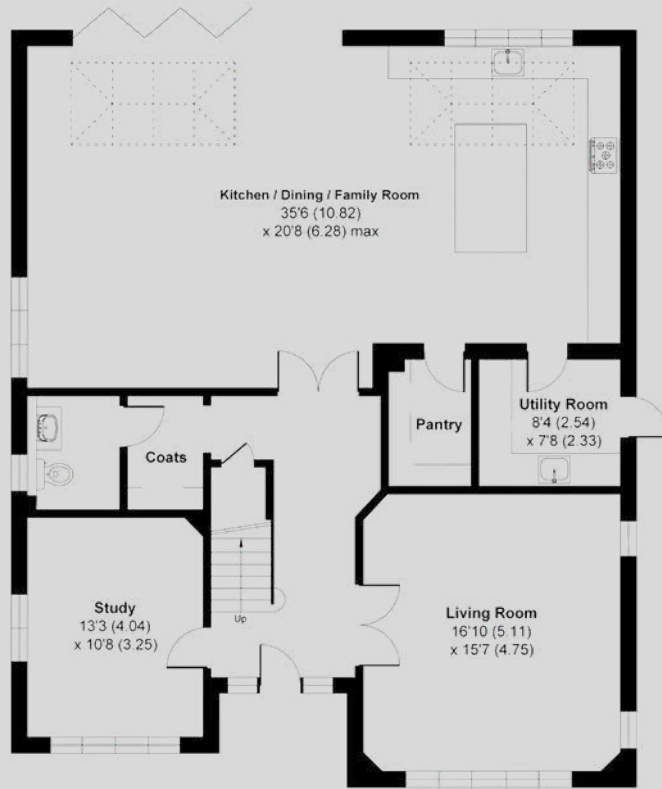 Kitchen / Dining / Family Room
35'6 (10.82)
x 20'8 (6.28) max
Utility Room
8'4 (2.54)
x 7'8 (2.33)
Pantry
Coats
Study
13'3 (4.04)
x 10'8 (3.25)
Up
Living Room
16'10 (5.11)
x 15'7 (4.75)